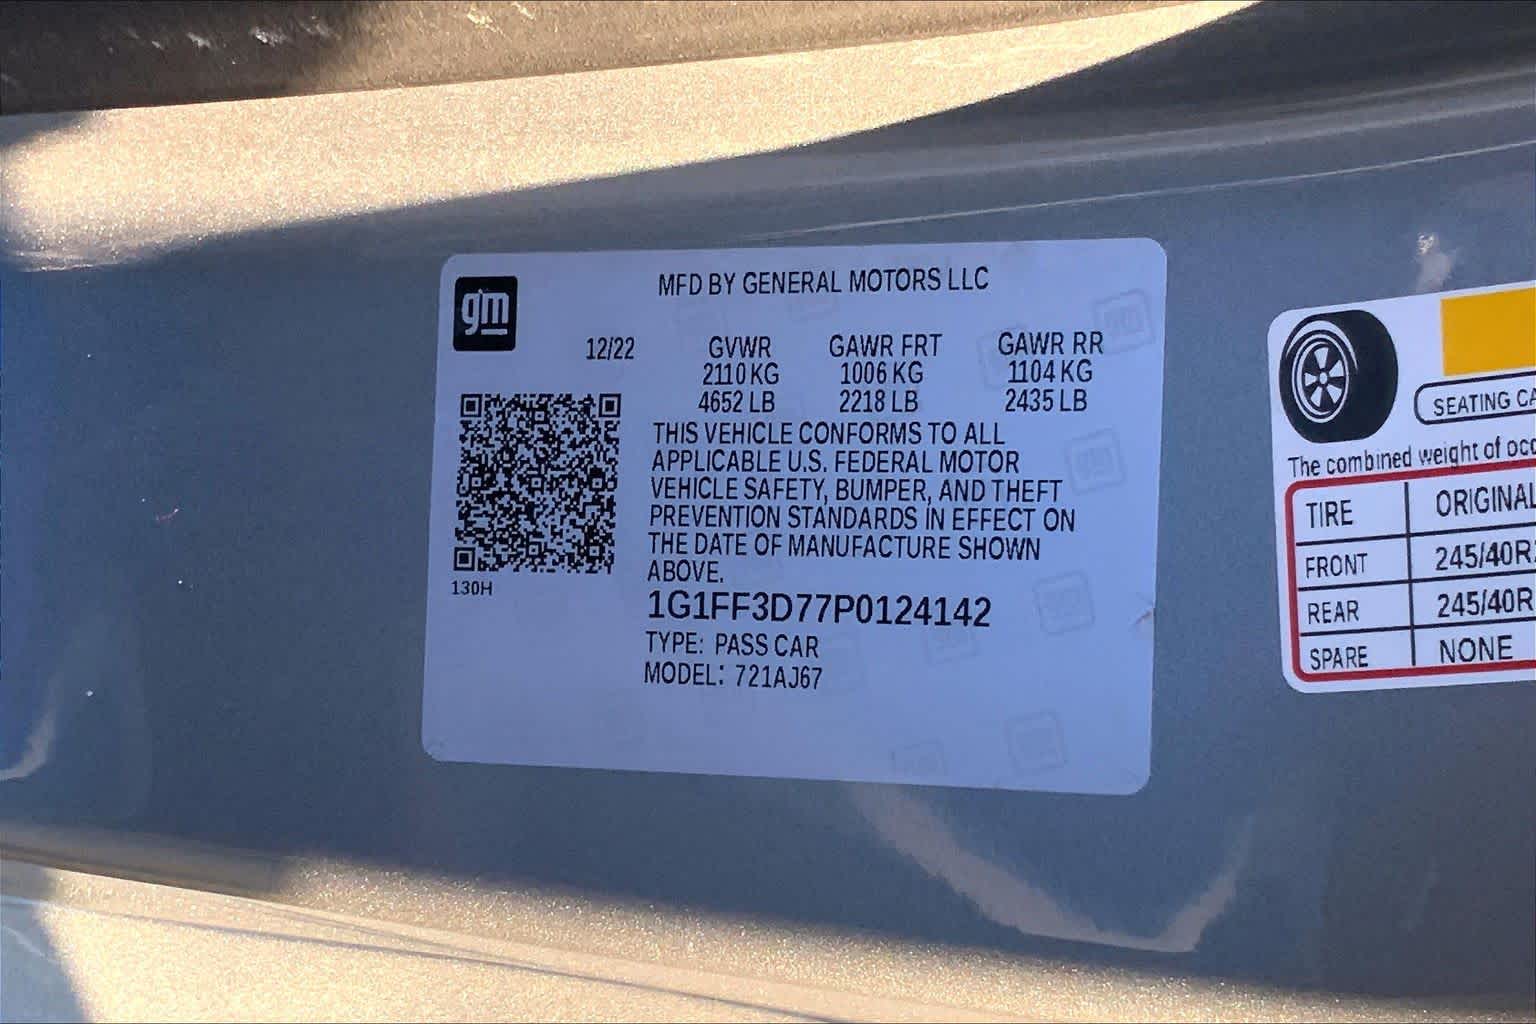 gm
MFD BY GENERAL MOTORS LLC
12/22 GVWR GAWR FRT GAWR RR
2110 KG 1006 KG 1104 KG
4652 LB 2218 LB 2435 LB
THIS VEHICLE CONFORMS TO ALL
APPLICABLE U.S. FEDERAL MOTOR
VEHICLE SAFETY, BUMPER, AND THEFT
PREVENTION STANDARDS IN EFFECT ON
THE DATE OF MANUFACTURE SHOWN
ABOVE.
130H
1G1FF3D77P0124142
TYPE: PASS CAR
MODEL: 721AJ67
SEATING CA
The combined weight of occ
TIRE ORIGINAL
FRONT 245/40R
REAR 245/40R
SPARE NONE